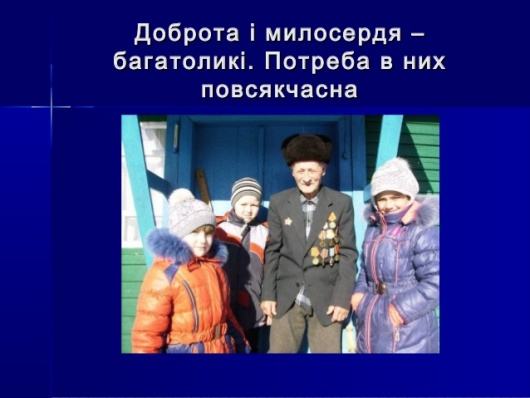 Доброта і милосердя –
багатоликі. Потреба в них
повсякчасна